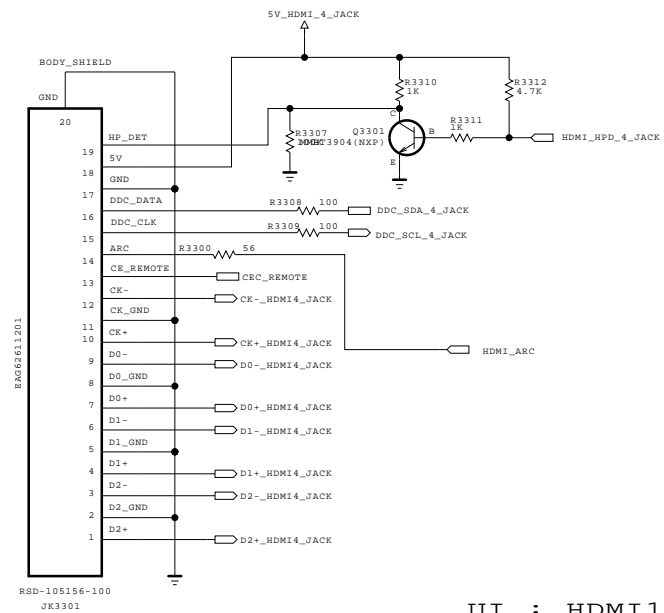 5V_HDMI_4_JACK
BODY_SHIELD
GND
20
R3310
1K
R3312
4.7K
C
Q3301
B
R3311
1K
R3307
MMBT3904(NXP)
E
HDMI_HPD_4_JACK
HP_DET
19
5V
18
GND
17
DDC_DATA
R3308 100
DDC_SDA_4_JACK
16
DDC_CLK
R3309 100
DDC_SCL_4_JACK
15
ARC
R3300 56
14
CE_REMOTE
CEC_REMOTE
13
CK-
CK-_HDMI4_JACK
12
CK_GND
11
CK+
10
CK+_HDMI4_JACK
D0-
9
D0-_HDMI4_JACK
HDMI_ARC
D0_GND
8
D0+
7
D0+_HDMI4_JACK
D1-
6
D1-_HDMI4_JACK
D1_GND
5
D1+
4
D1+_HDMI4_JACK
D2-
3
D2-_HDMI4_JACK
D2_GND
2
D2+
1
D2+_HDMI4_JACK
EAG62611201
RSD-105156-100
JK3301
UI : HDMI1